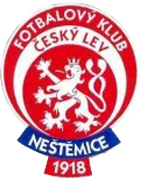 FOTBALOVÝ KLUB
ČESKÝ LEV
NEŠTĚMICE
1918